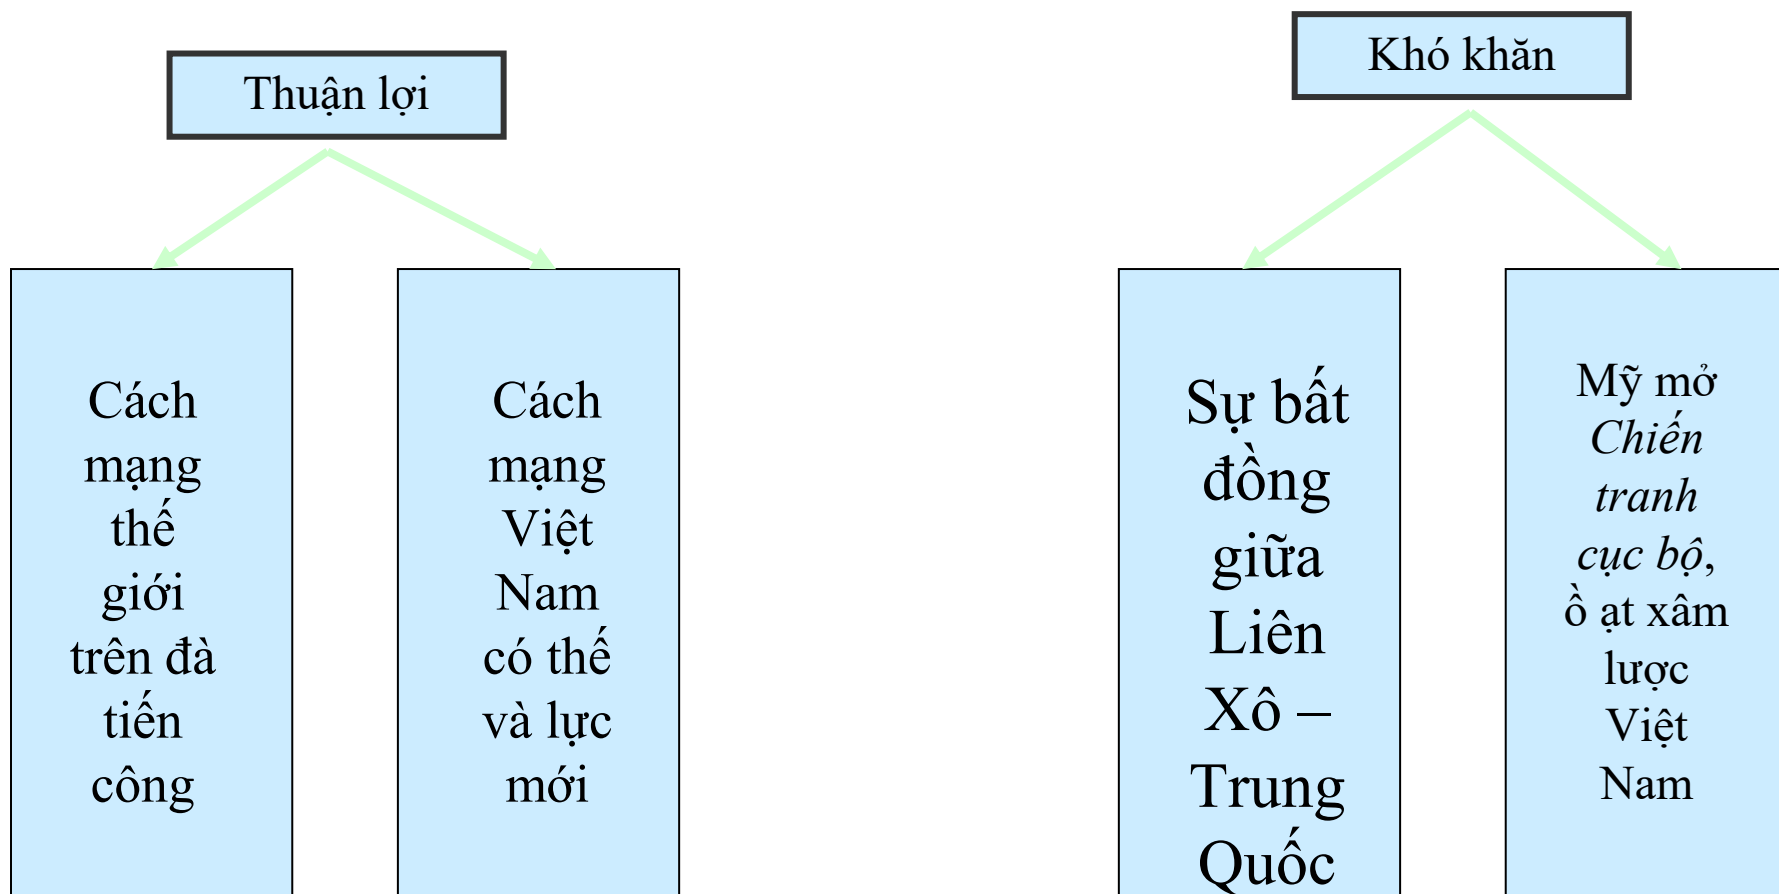 Thuận lợi
Cách
mạng
thế
giới
trên đà
tiến
công
Cách
mạng
Việt
Nam
có thế
và lực
mới
Khó khăn
Sự bất
đồng
giữa
Liên
Xô –
Trung
Quốc
Mỹ mở
Chiến
tranh
cục bộ,
ồ ạt xâm
lược
Việt
Nam